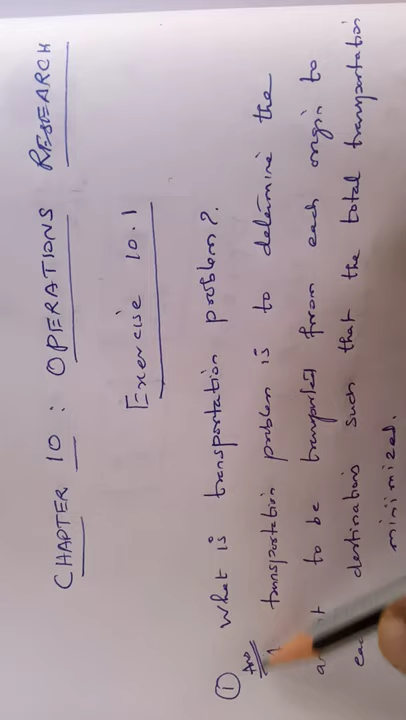 CHAPTER 10 : OPERATIONS RESEARCH
Exercise 10.1
① What is transportation problem?
Ans
transportation problem is to determine the
to be transported from each origin to
destinations such that the total transportation
minimized.